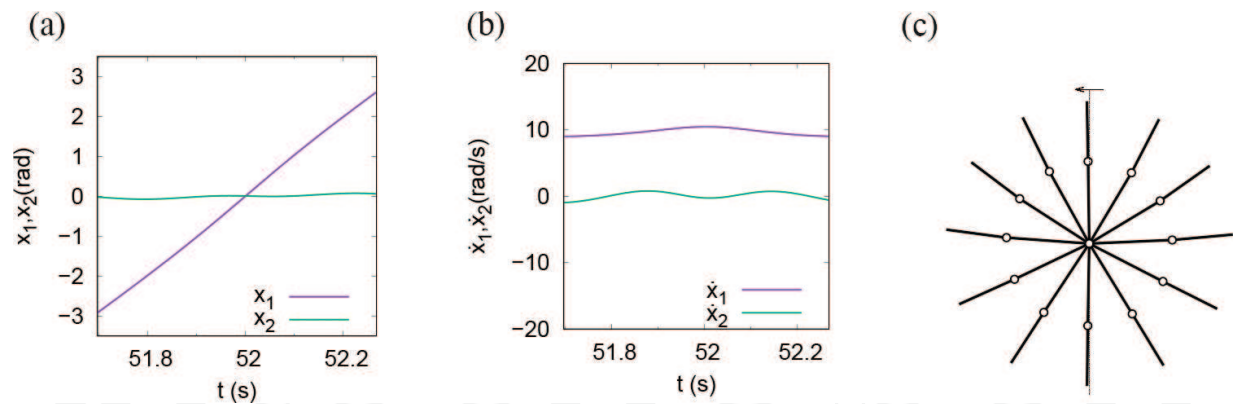 (a)
3
2
1
0
−1
−2
−3
x₁,x₂(rad)
x₁
x₂
51.8
52
52.2
t (s)
(b)
20
10
0
−10
−20
ẋ₁,ẋ₂(rad/s)
ẋ₁
ẋ₂
51.8
52
52.2
t (s)
(c)